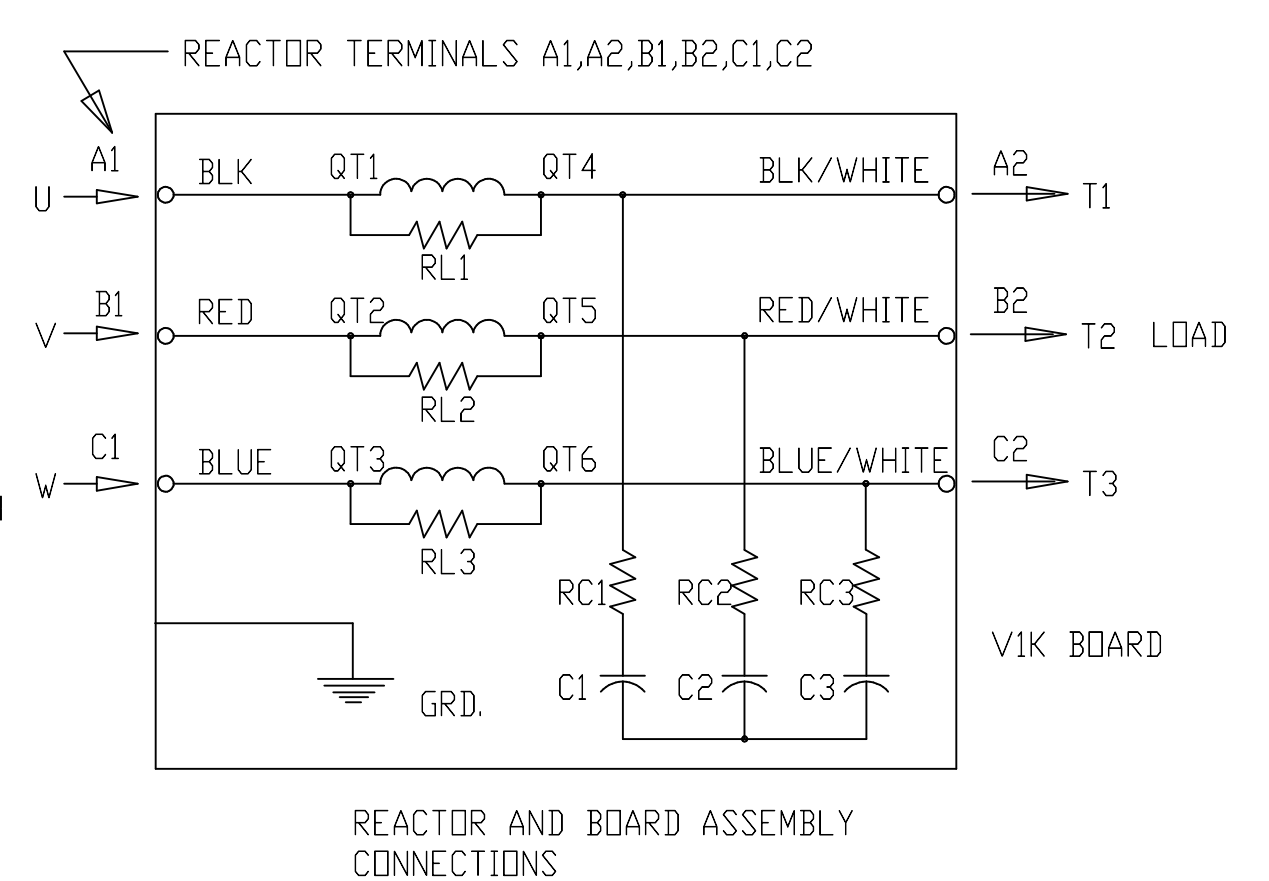 REACTOR TERMINALS A1,A2,B1,B2,C1,C2
A1 BLK QT1 QT4 BLK/WHITE A2
U T1
RL1
B1 RED QT2 QT5 RED/WHITE B2
V T2 LOAD
RL2
C1 BLUE QT3 QT6 BLUE/WHITE C2
W T3
RL3
RC1 RC2 RC3
V1K BOARD
GRD. C1 C2 C3
REACTOR AND BOARD ASSEMBLY
CONNECTIONS